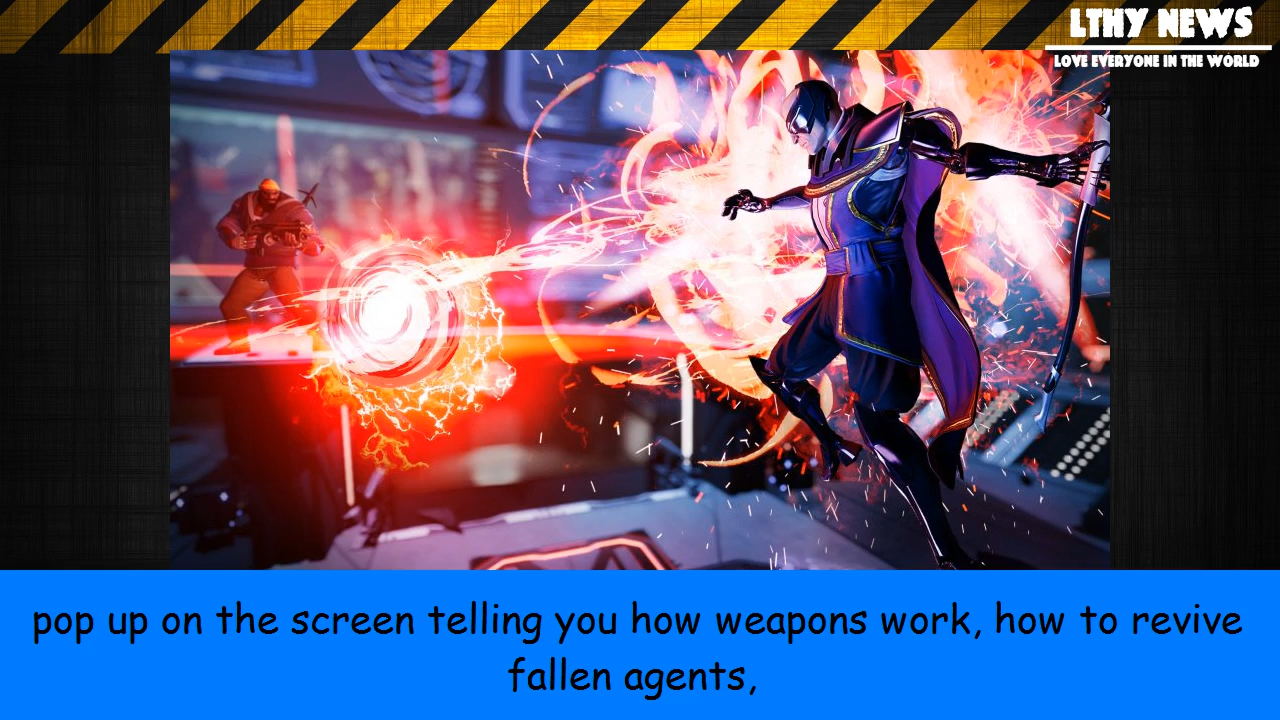 LTHY NEWS
LOVE EVERYONE IN THE WORLD
pop up on the screen telling you how weapons work, how to revive
fallen agents,